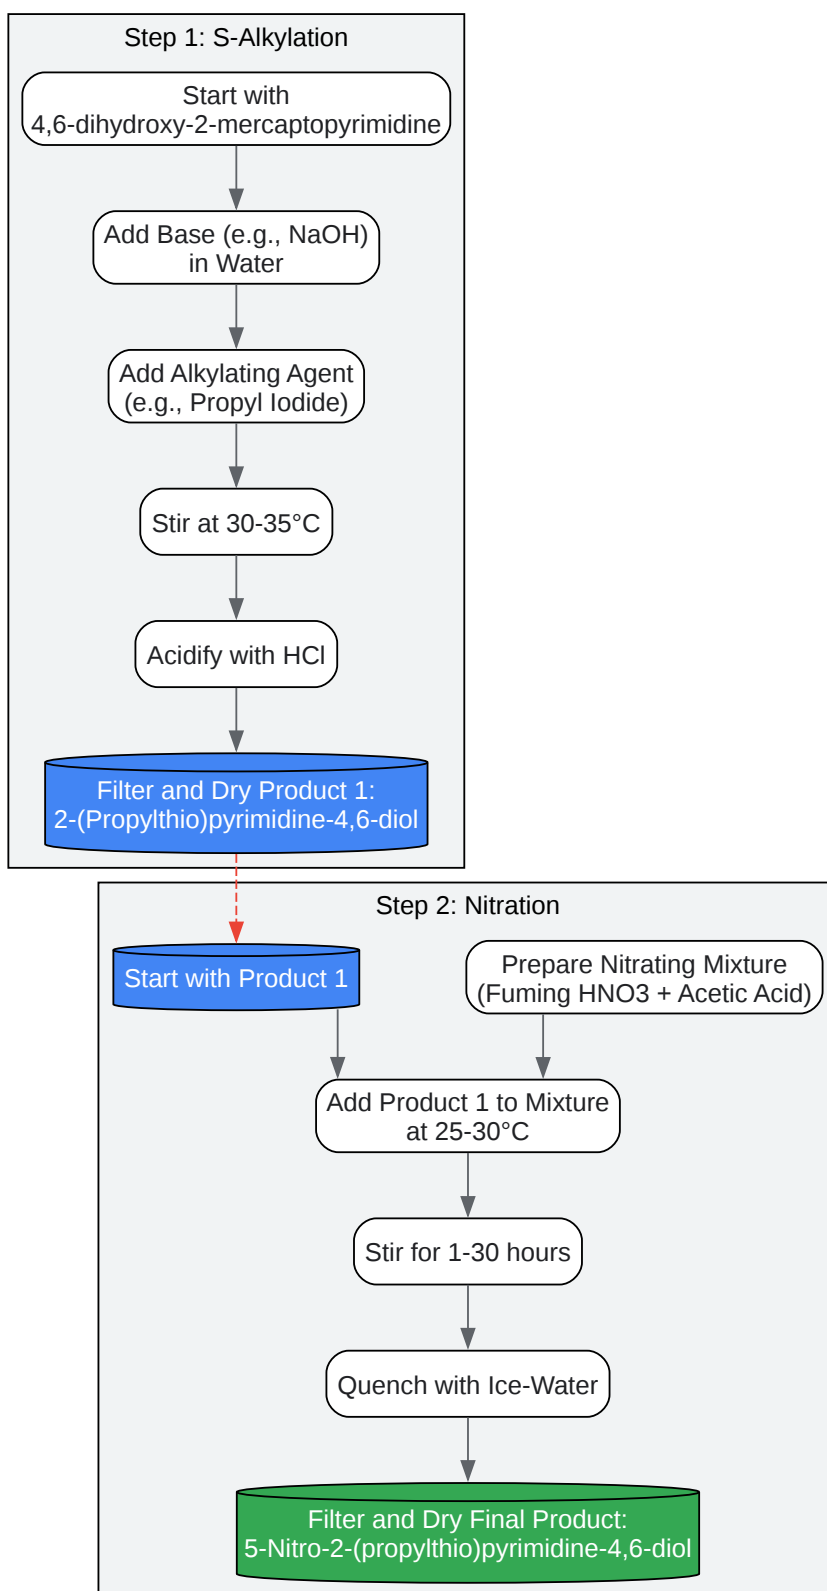 Step 1: S-Alkylation
Start with
4,6-dihydroxy-2-mercaptopyrimidine
Add Base (e.g., NaOH)
in Water
Add Alkylating Agent
(e.g., Propyl Iodide)
Stir at 30-35°C
Acidify with HCl
Filter and Dry Product 1:
2-(Propylthio)pyrimidine-4,6-diol
Step 2: Nitration
Start with Product 1
Prepare Nitrating Mixture
(Fuming HNO3 + Acetic Acid)
Add Product 1 to Mixture
at 25-30°C
Stir for 1-30 hours
Quench with Ice-Water
Filter and Dry Final Product:
5-Nitro-2-(propylthio)pyrimidine-4,6-diol